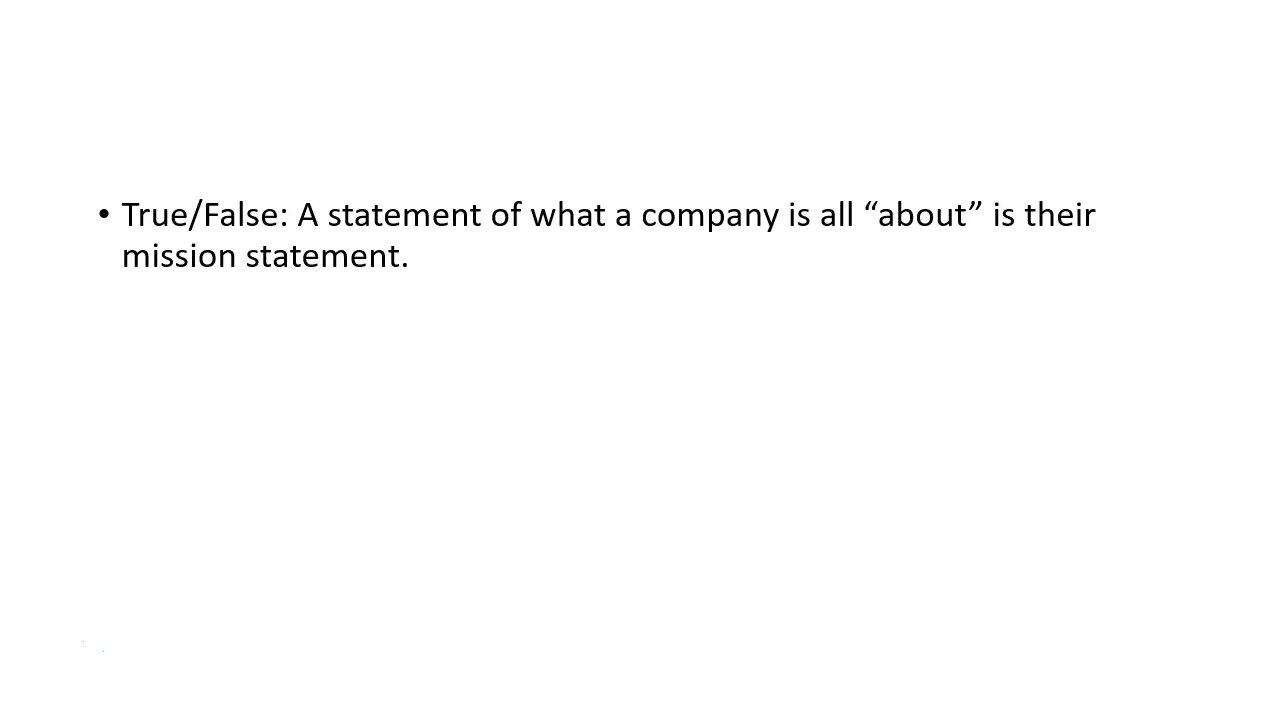 • True/False: A statement of what a company is all “about” is their
mission statement.